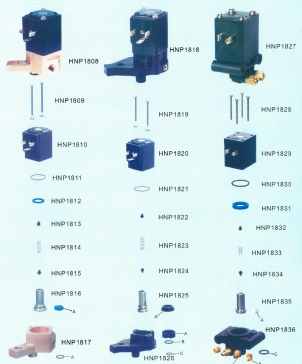 HNP1808
HNP1818
HNP1827
HNP1809
HNP1819
HNP1828
HNP1810
HNP1820
HNP1829
HNP1811
HNP1821
HNP1830
HNP1812
HNP1831
HNP1813
HNP1822
HNP1832
HNP1814
HNP1823
HNP1833
HNP1815
HNP1824
HNP1834
HNP1816
A
HNP1825
A
HNP1835
A
HNP1817
A
HNP1826
A
B
C
HNP1836
A
C